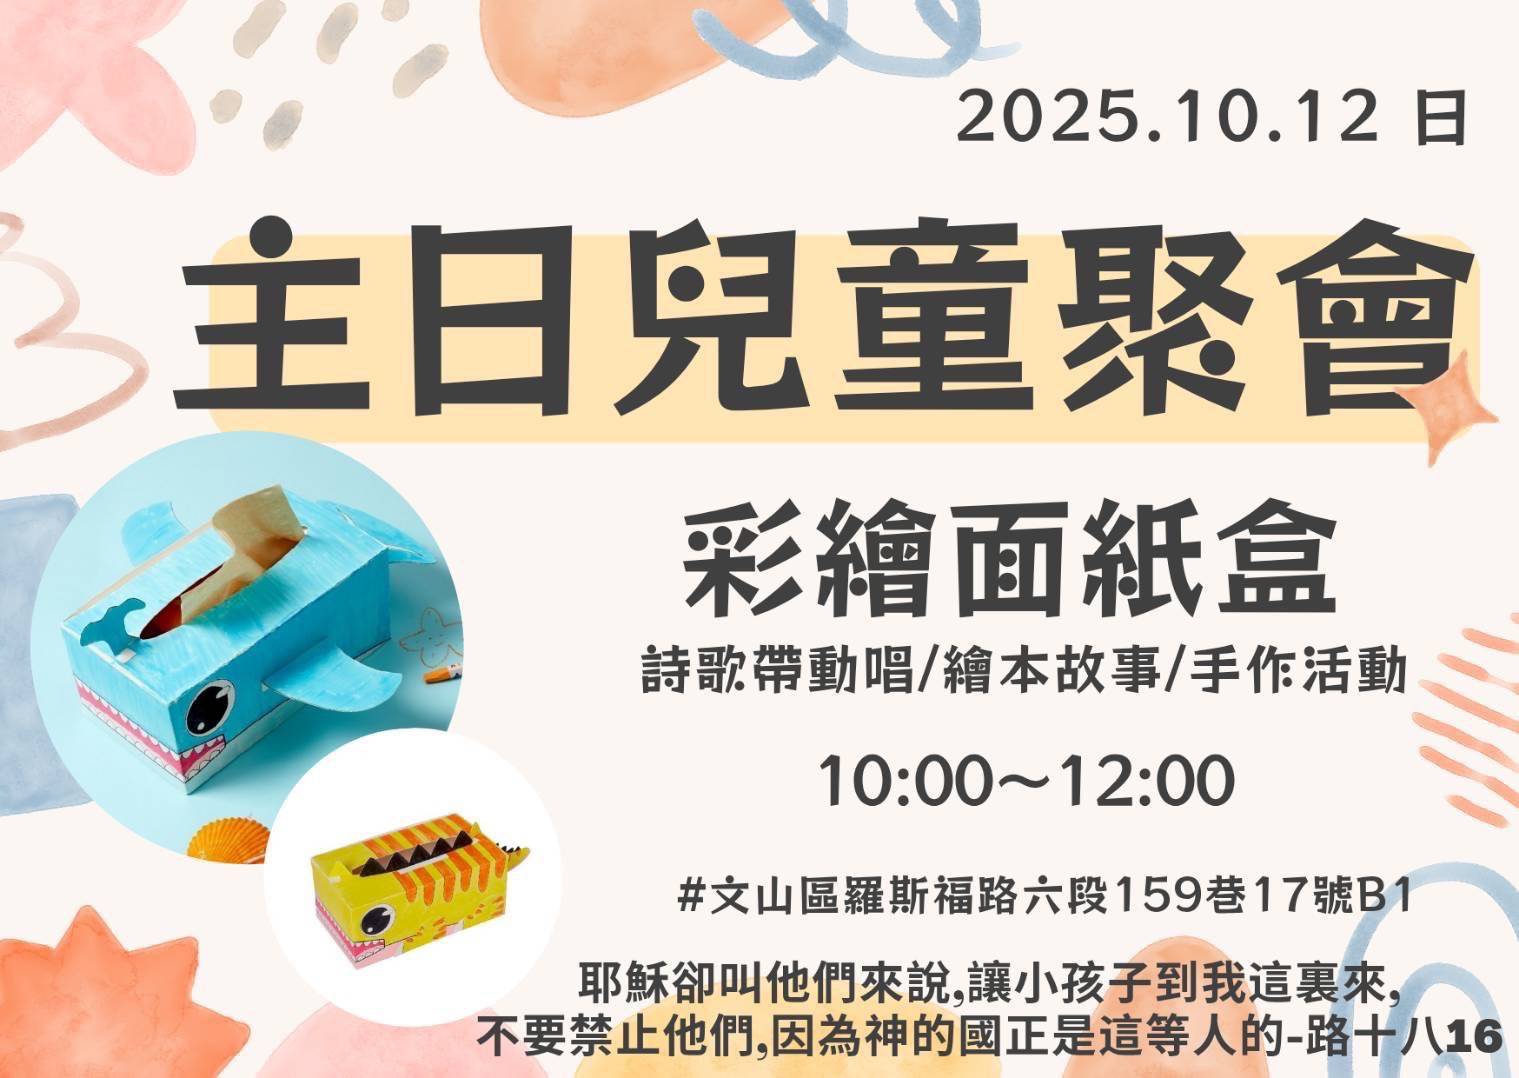 2025.10.12 日
主日兒童聚會
彩繪面紙盒
詩歌帶動唱/繪本故事/手作活動
10:00～12:00
#文山區羅斯福路六段159巷17號B1
耶穌卻叫他們來說,讓小孩子到我這裏來,
不要禁止他們,因為神的國正是這等人的-路十八16